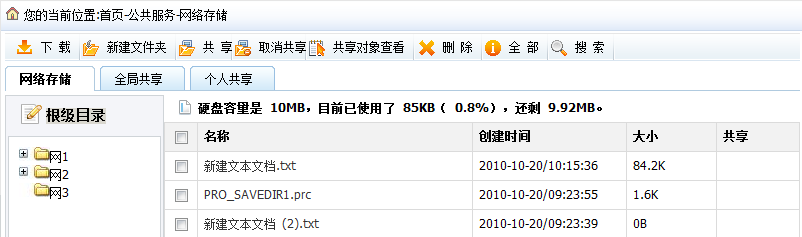 您的当前位置:首页-公共服务-网络存储
下 载 新建文件夹 共 享 取消共享 共享对象查看 删 除 全 部 搜 索
网络存储 全局共享 个人共享
根级目录
网1
网2
网3
硬盘容量是 10MB，目前已使用了 85KB（ 0.8%），还剩 9.92MB。
名称 创建时间 大小 共享
新建文本文档.txt 2010-10-20/10:15:36 84.2K
PRO_SAVEDIR1.prc 2010-10-20/09:23:55 1.6K
新建文本文档 (2).txt 2010-10-20/09:23:39 0B